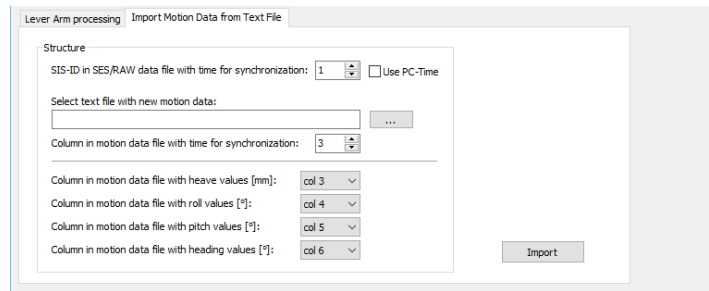 Lever Arm processing Import Motion Data from Text File
Structure
SIS-ID in SES/RAW data file with time for synchronization: 1 Use PC-Time
Select text file with new motion data:
...
Column in motion data file with time for synchronization: 3
Column in motion data file with heave values [mm]: col 3
Column in motion data file with roll values [°]: col 4
Column in motion data file with pitch values [°]: col 5
Column in motion data file with heading values [°]: col 6
Import